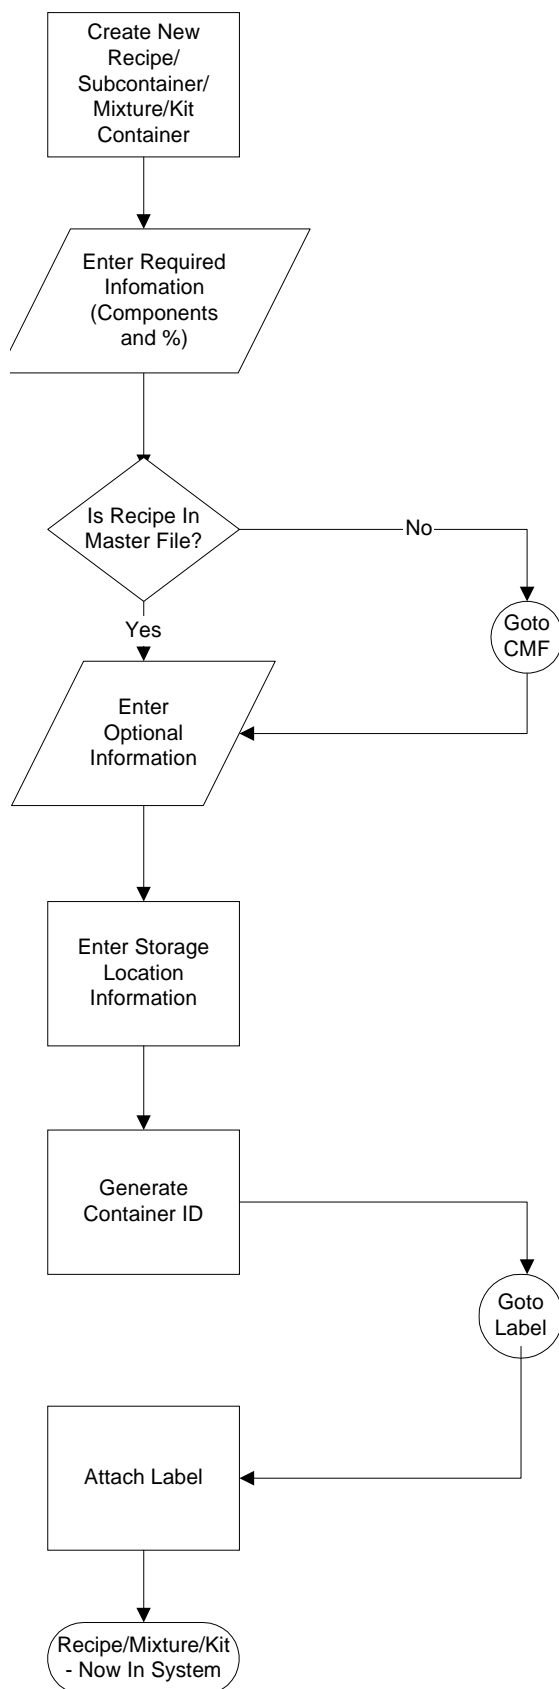 Create New
Recipe/
Subcontainer/
Mixture/Kit
Container
Enter Required
Infomation
(Components
and %)
Is Recipe In
Master File?
No
Goto
CMF
Yes
Enter
Optional
Information
Enter Storage
Location
Information
Generate
Container ID
Goto
Label
Attach Label
Recipe/Mixture/Kit
- Now In System